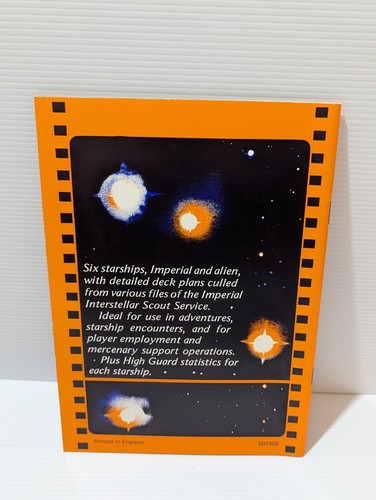 Six starships, Imperial and alien,
with detailed deck plans culled
from various files of the Imperial
Interstellar Scout Service.
Ideal for use in adventures,
starship encounters, and for
player employment and
mercenary support operations.
Plus High Guard statistics for
each starship.
Printed in England
002405